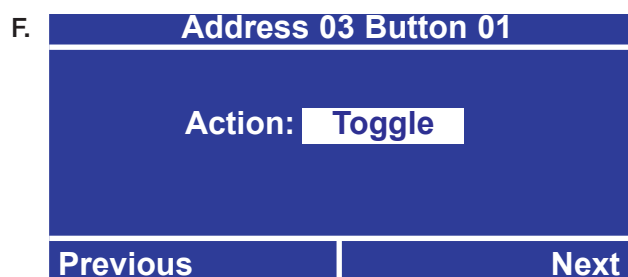 F.
Address 03 Button 01
Action: Toggle
Previous Next